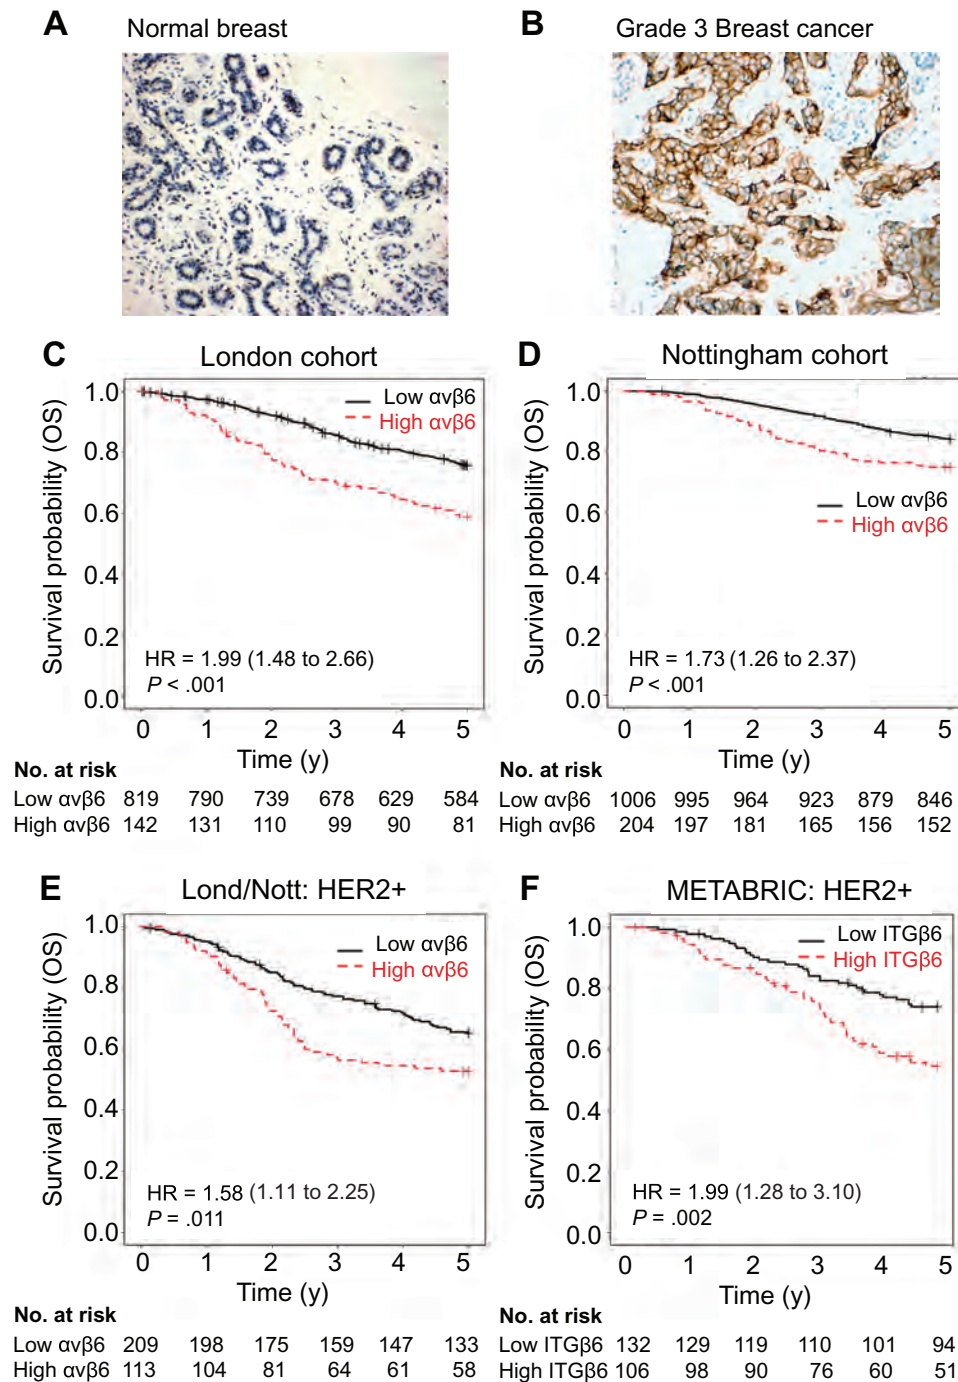 A Normal breast
B Grade 3 Breast cancer
C London cohort
Survival probability (OS)
1.0
0.8
0.6
0.4
0.2
0.0
Low αvβ6
High αvβ6
HR = 1.99 (1.48 to 2.66)
P < .001
0 1 2 3 4 5
Time (y)
No. at risk
Low αvβ6 819 790 739 678 629 584
High αvβ6 142 131 110 99 90 81
D Nottingham cohort
Survival probability (OS)
1.0
0.8
0.6
0.4
0.2
0.0
Low αvβ6
High αvβ6
HR = 1.73 (1.26 to 2.37)
P < .001
0 1 2 3 4 5
Time (y)
No. at risk
Low αvβ6 1006 995 964 923 879 846
High αvβ6 204 197 181 165 156 152
E Lond/Nott: HER2+
Survival probability (OS)
1.0
0.8
0.6
0.4
0.2
0.0
Low αvβ6
High αvβ6
HR = 1.58 (1.11 to 2.25)
P = .011
0 1 2 3 4 5
Time (y)
No. at risk
Low αvβ6 209 198 175 159 147 133
High αvβ6 113 104 81 64 61 58
F METABRIC: HER2+
Survival probability (OS)
1.0
0.8
0.6
0.4
0.2
0.0
Low ITGβ6
High ITGβ6
HR = 1.99 (1.28 to 3.10)
P = .002
0 1 2 3 4 5
Time (y)
No. at risk
Low ITGβ6 132 129 119 110 101 94
High ITGβ6 106 98 90 76 60 51